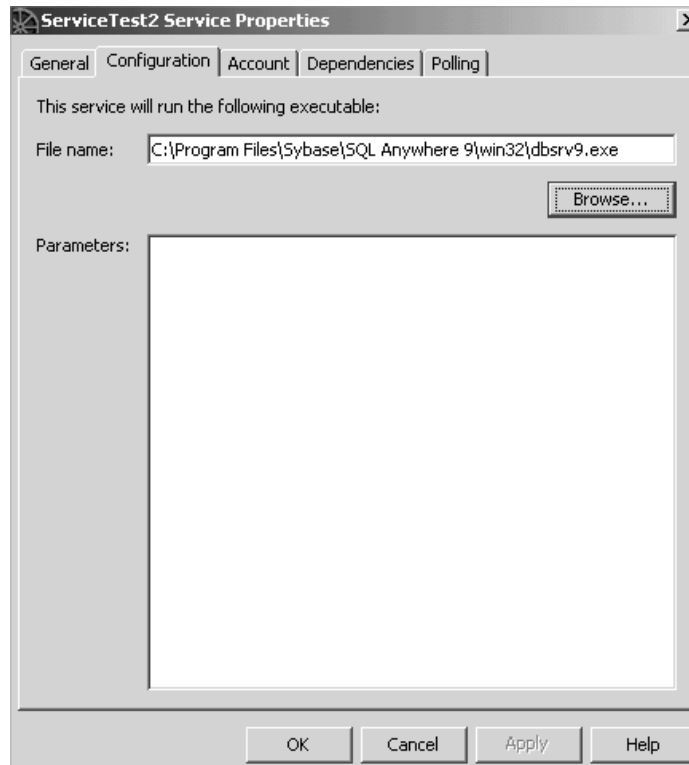 ServiceTest2 Service Properties
General Configuration Account Dependencies Polling
This service will run the following executable:
File name: C:\Program Files\Sybase\SQL Anywhere 9\win32\dbsrv9.exe
Browse...
Parameters:
OK Cancel Apply Help